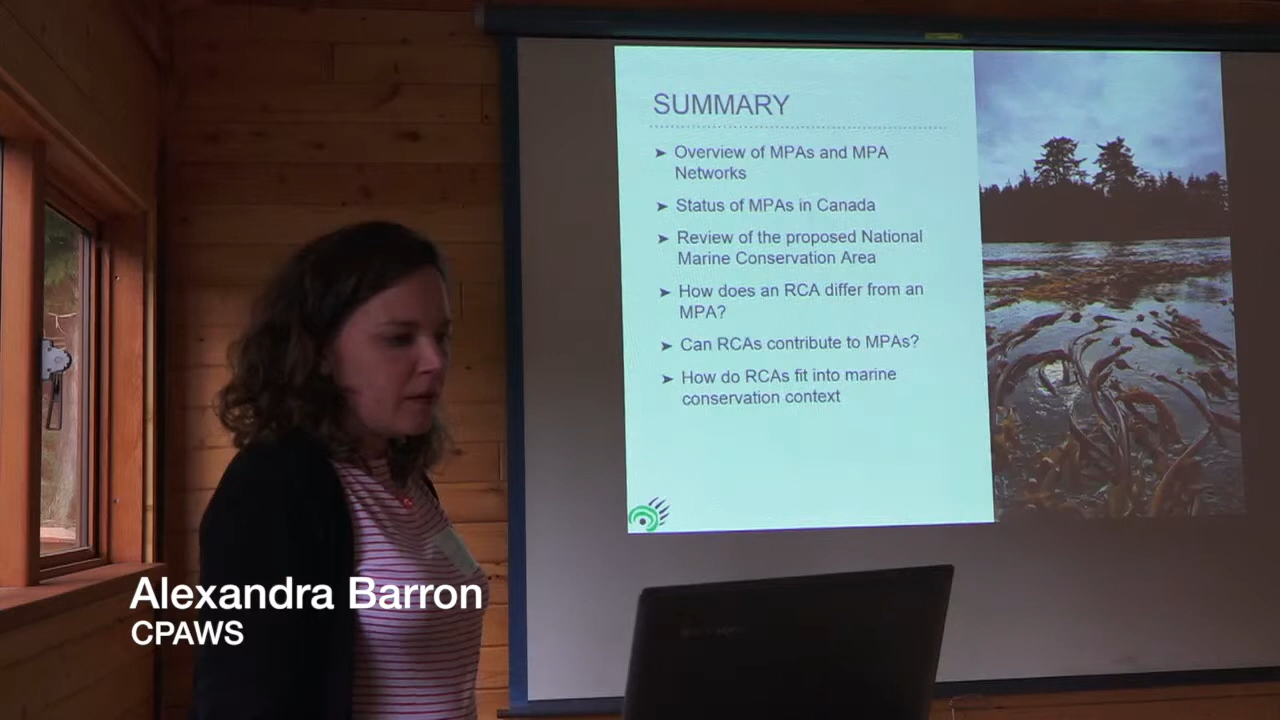 SUMMARY
➤ Overview of MPAs and MPA
Networks
➤ Status of MPAs in Canada
➤ Review of the proposed National
Marine Conservation Area
➤ How does an RCA differ from an
MPA?
➤ Can RCAs contribute to MPAs?
➤ How do RCAs fit into marine
conservation context
Alexandra Barron
CPAWS